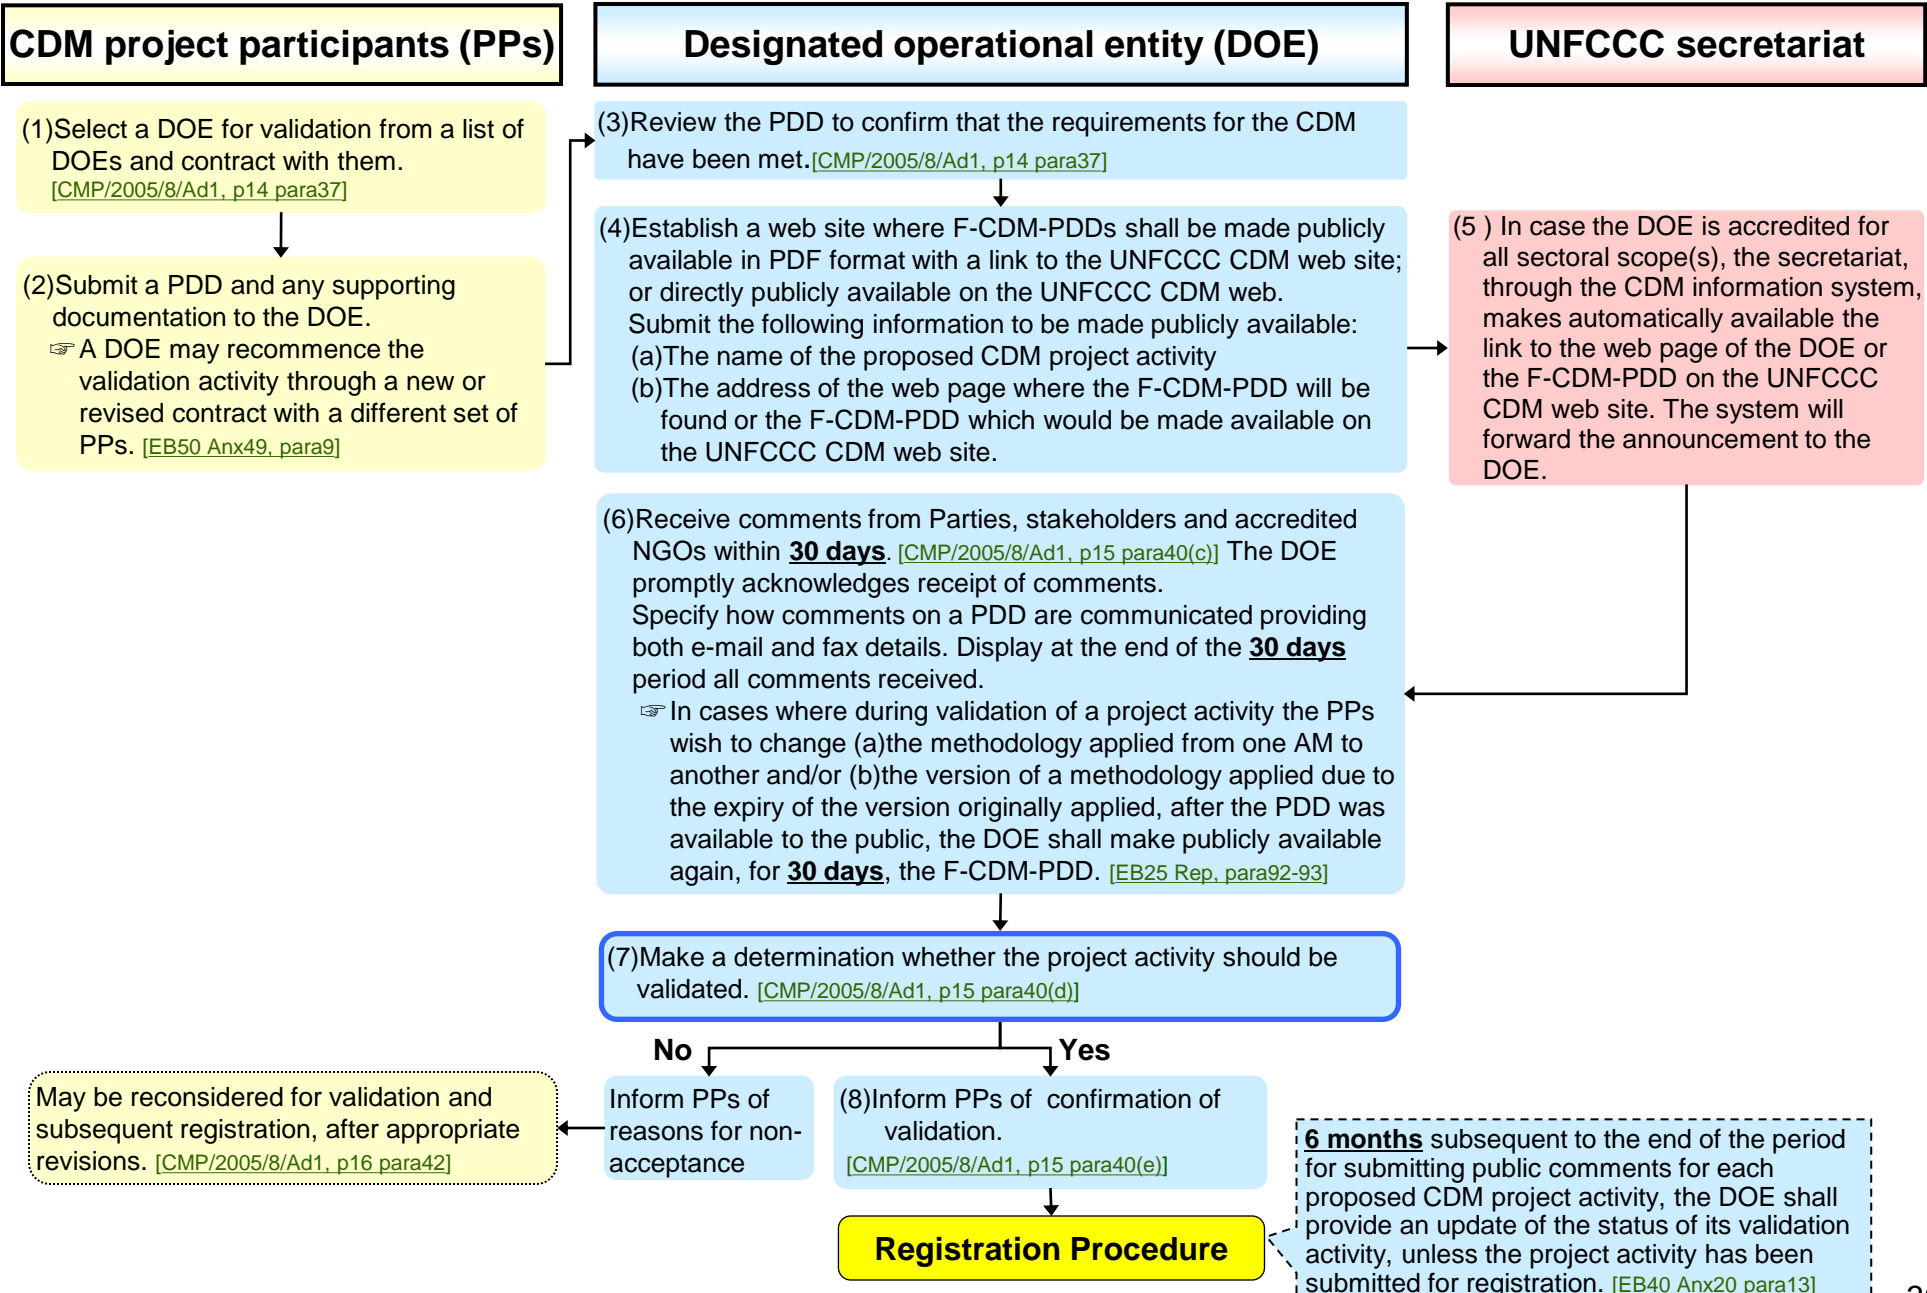 CDM project participants (PPs)
Designated operational entity (DOE)
UNFCCC secretariat
(1)Select a DOE for validation from a list of
DOEs and contract with them.
[CMP/2005/8/Ad1, p14 para37]
(2)Submit a PDD and any supporting
documentation to the DOE.
☞A DOE may recommence the
validation activity through a new or
revised contract with a different set of
PPs. [EB50 Anx49, para9]
(3)Review the PDD to confirm that the requirements for the CDM
have been met.[CMP/2005/8/Ad1, p14 para37]
(4)Establish a web site where F-CDM-PDDs shall be made publicly
available in PDF format with a link to the UNFCCC CDM web site;
or directly publicly available on the UNFCCC CDM web.
Submit the following information to be made publicly available:
(a)The name of the proposed CDM project activity
(b)The address of the web page where the F-CDM-PDD will be
found or the F-CDM-PDD which would be made available on
the UNFCCC CDM web site.
(5 ) In case the DOE is accredited for
all sectoral scope(s), the secretariat,
through the CDM information system,
makes automatically available the
link to the web page of the DOE or
the F-CDM-PDD on the UNFCCC
CDM web site. The system will
forward the announcement to the
DOE.
(6)Receive comments from Parties, stakeholders and accredited
NGOs within 30 days. [CMP/2005/8/Ad1, p15 para40(c)] The DOE
promptly acknowledges receipt of comments.
Specify how comments on a PDD are communicated providing
both e-mail and fax details. Display at the end of the 30 days
period all comments received.
☞In cases where during validation of a project activity the PPs
wish to change (a)the methodology applied from one AM to
another and/or (b)the version of a methodology applied due to
the expiry of the version originally applied, after the PDD was
available to the public, the DOE shall make publicly available
again, for 30 days, the F-CDM-PDD. [EB25 Rep, para92-93]
(7)Make a determination whether the project activity should be
validated. [CMP/2005/8/Ad1, p15 para40(d)]
No
Yes
May be reconsidered for validation and
subsequent registration, after appropriate
revisions. [CMP/2005/8/Ad1, p16 para42]
Inform PPs of
reasons for non-
acceptance
(8)Inform PPs of  confirmation of
validation.
[CMP/2005/8/Ad1, p15 para40(e)]
Registration Procedure
6 months subsequent to the end of the period
for submitting public comments for each
proposed CDM project activity, the DOE shall
provide an update of the status of its validation
activity, unless the project activity has been
submitted for registration. [EB40 Anx20 para13]